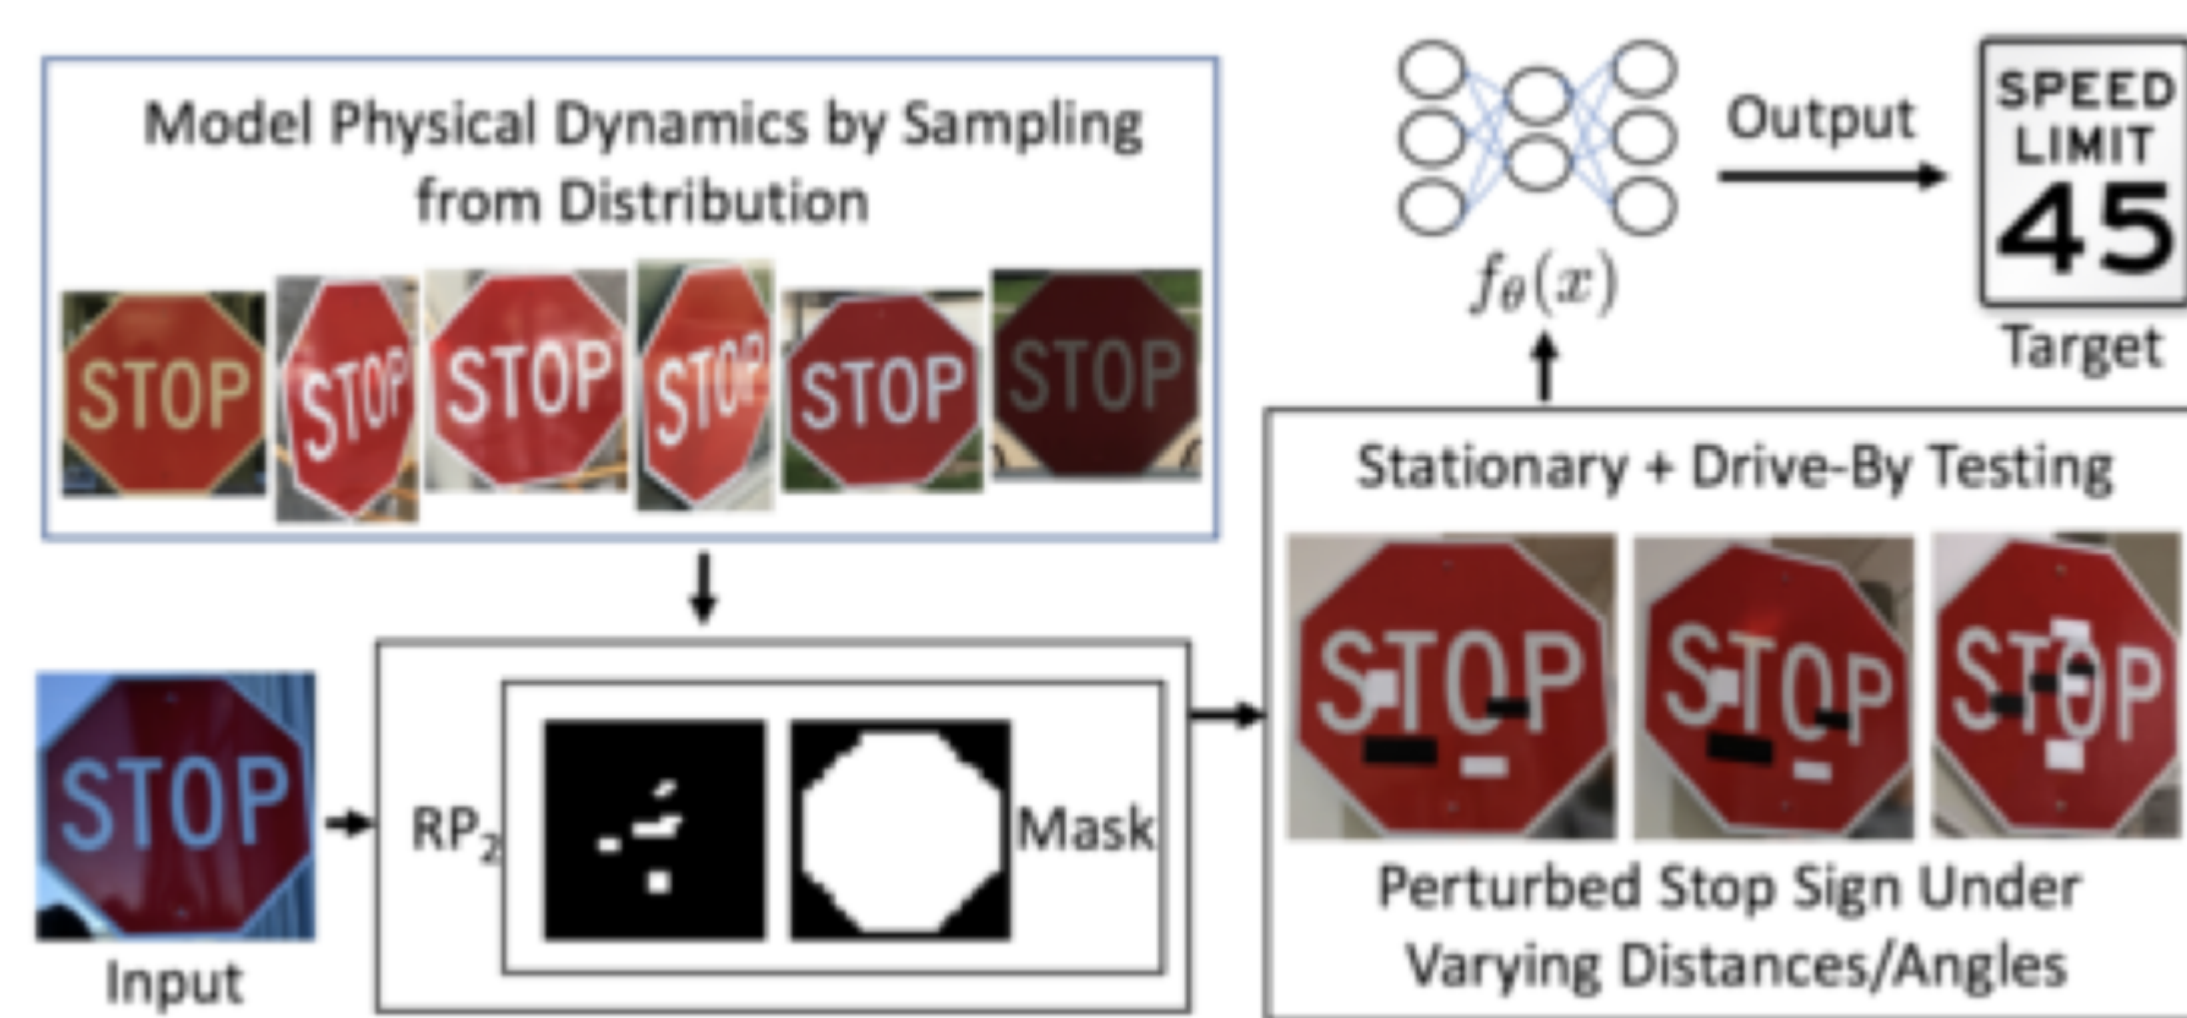 Model Physical Dynamics by Sampling
from Distribution
STOP STOP STOP STOP STOP STOP
Output
SPEED
LIMIT
45
fθ(x)
Target
Input
STOP
RP₂
Mask
Stationary + Drive-By Testing
STOP STOP STOP
Perturbed Stop Sign Under
Varying Distances/Angles